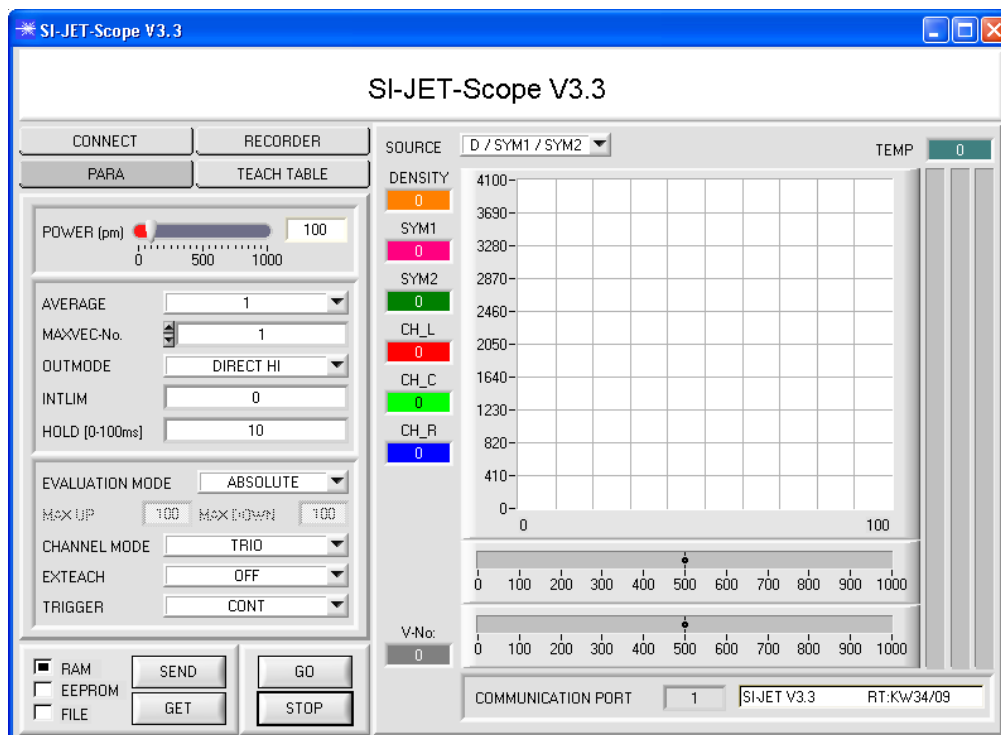 SI-JET-Scope V3.3
SI-JET-Scope V3.3
CONNECT RECORDER
PARA TEACH TABLE
POWER (pm) 100
0 500 1000
AVERAGE 1
MAXVEC-No. 1
OUTMODE DIRECT HI
INTLIM 0
HOLD [0-100ms] 10
EVALUATION MODE ABSOLUTE
MAX UP 100 MAX DOWN 100
CHANNEL MODE TRIO
EXTEACH OFF
TRIGGER CONT
RAM
EEPROM
FILE
SEND
GET
GO
STOP
SOURCE D / SYM1 / SYM2
TEMP 0
DENSITY
0
SYM1
0
SYM2
0
CH_L
0
CH_C
0
CH_R
0
4100
3690
3280
2870
2460
2050
1640
1230
820
410
0
0 100
0 100 200 300 400 500 600 700 800 900 1000
V-No:
0
0 100 200 300 400 500 600 700 800 900 1000
COMMUNICATION PORT 1 SI-JET V3.3 RT:KW34/09